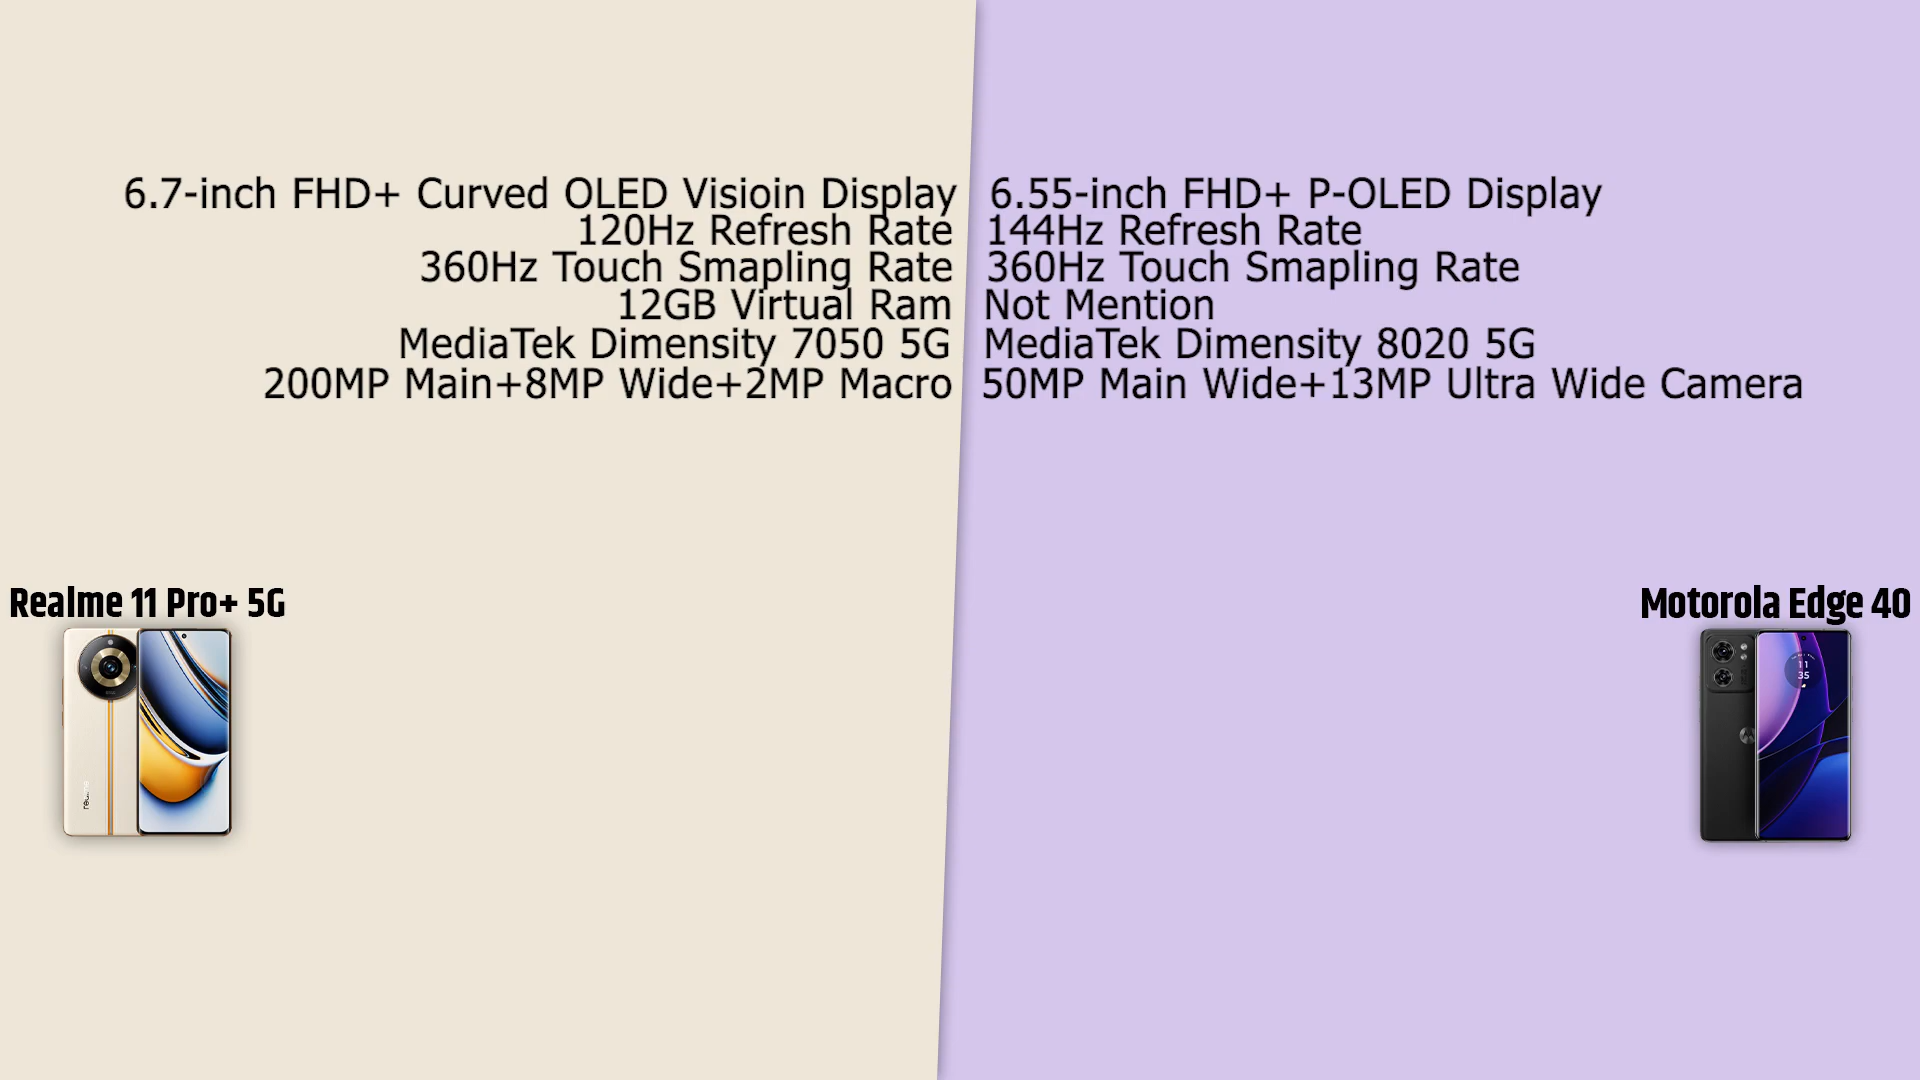 6.7-inch FHD+ Curved OLED Visioin Display
120Hz Refresh Rate
360Hz Touch Smapling Rate
12GB Virtual Ram
MediaTek Dimensity 7050 5G
200MP Main+8MP Wide+2MP Macro
6.55-inch FHD+ P-OLED Display
144Hz Refresh Rate
360Hz Touch Smapling Rate
Not Mention
MediaTek Dimensity 8020 5G
50MP Main Wide+13MP Ultra Wide Camera
Realme 11 Pro+ 5G
realme
Motorola Edge 40
11
35